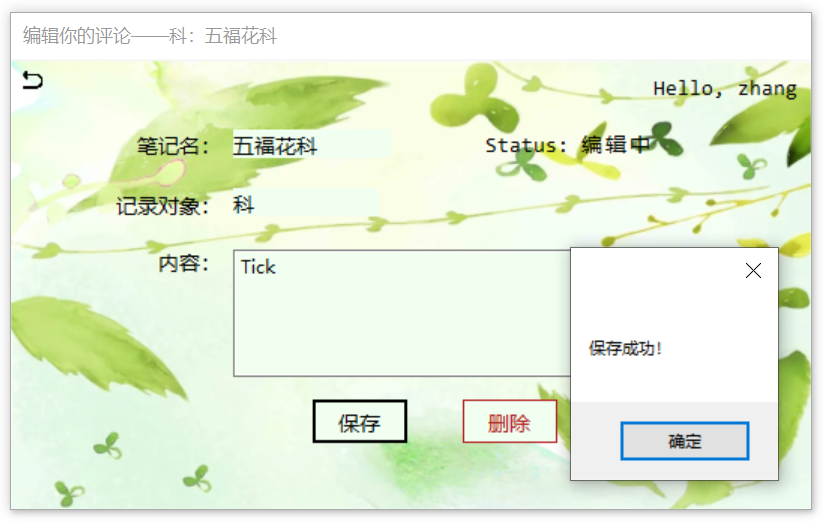 编辑你的评论——科：五福花科
Hello, zhang
笔记名： 五福花科 Status: 编辑中
记录对象： 科
内容： Tick
保存成功！
保存 删除 确定